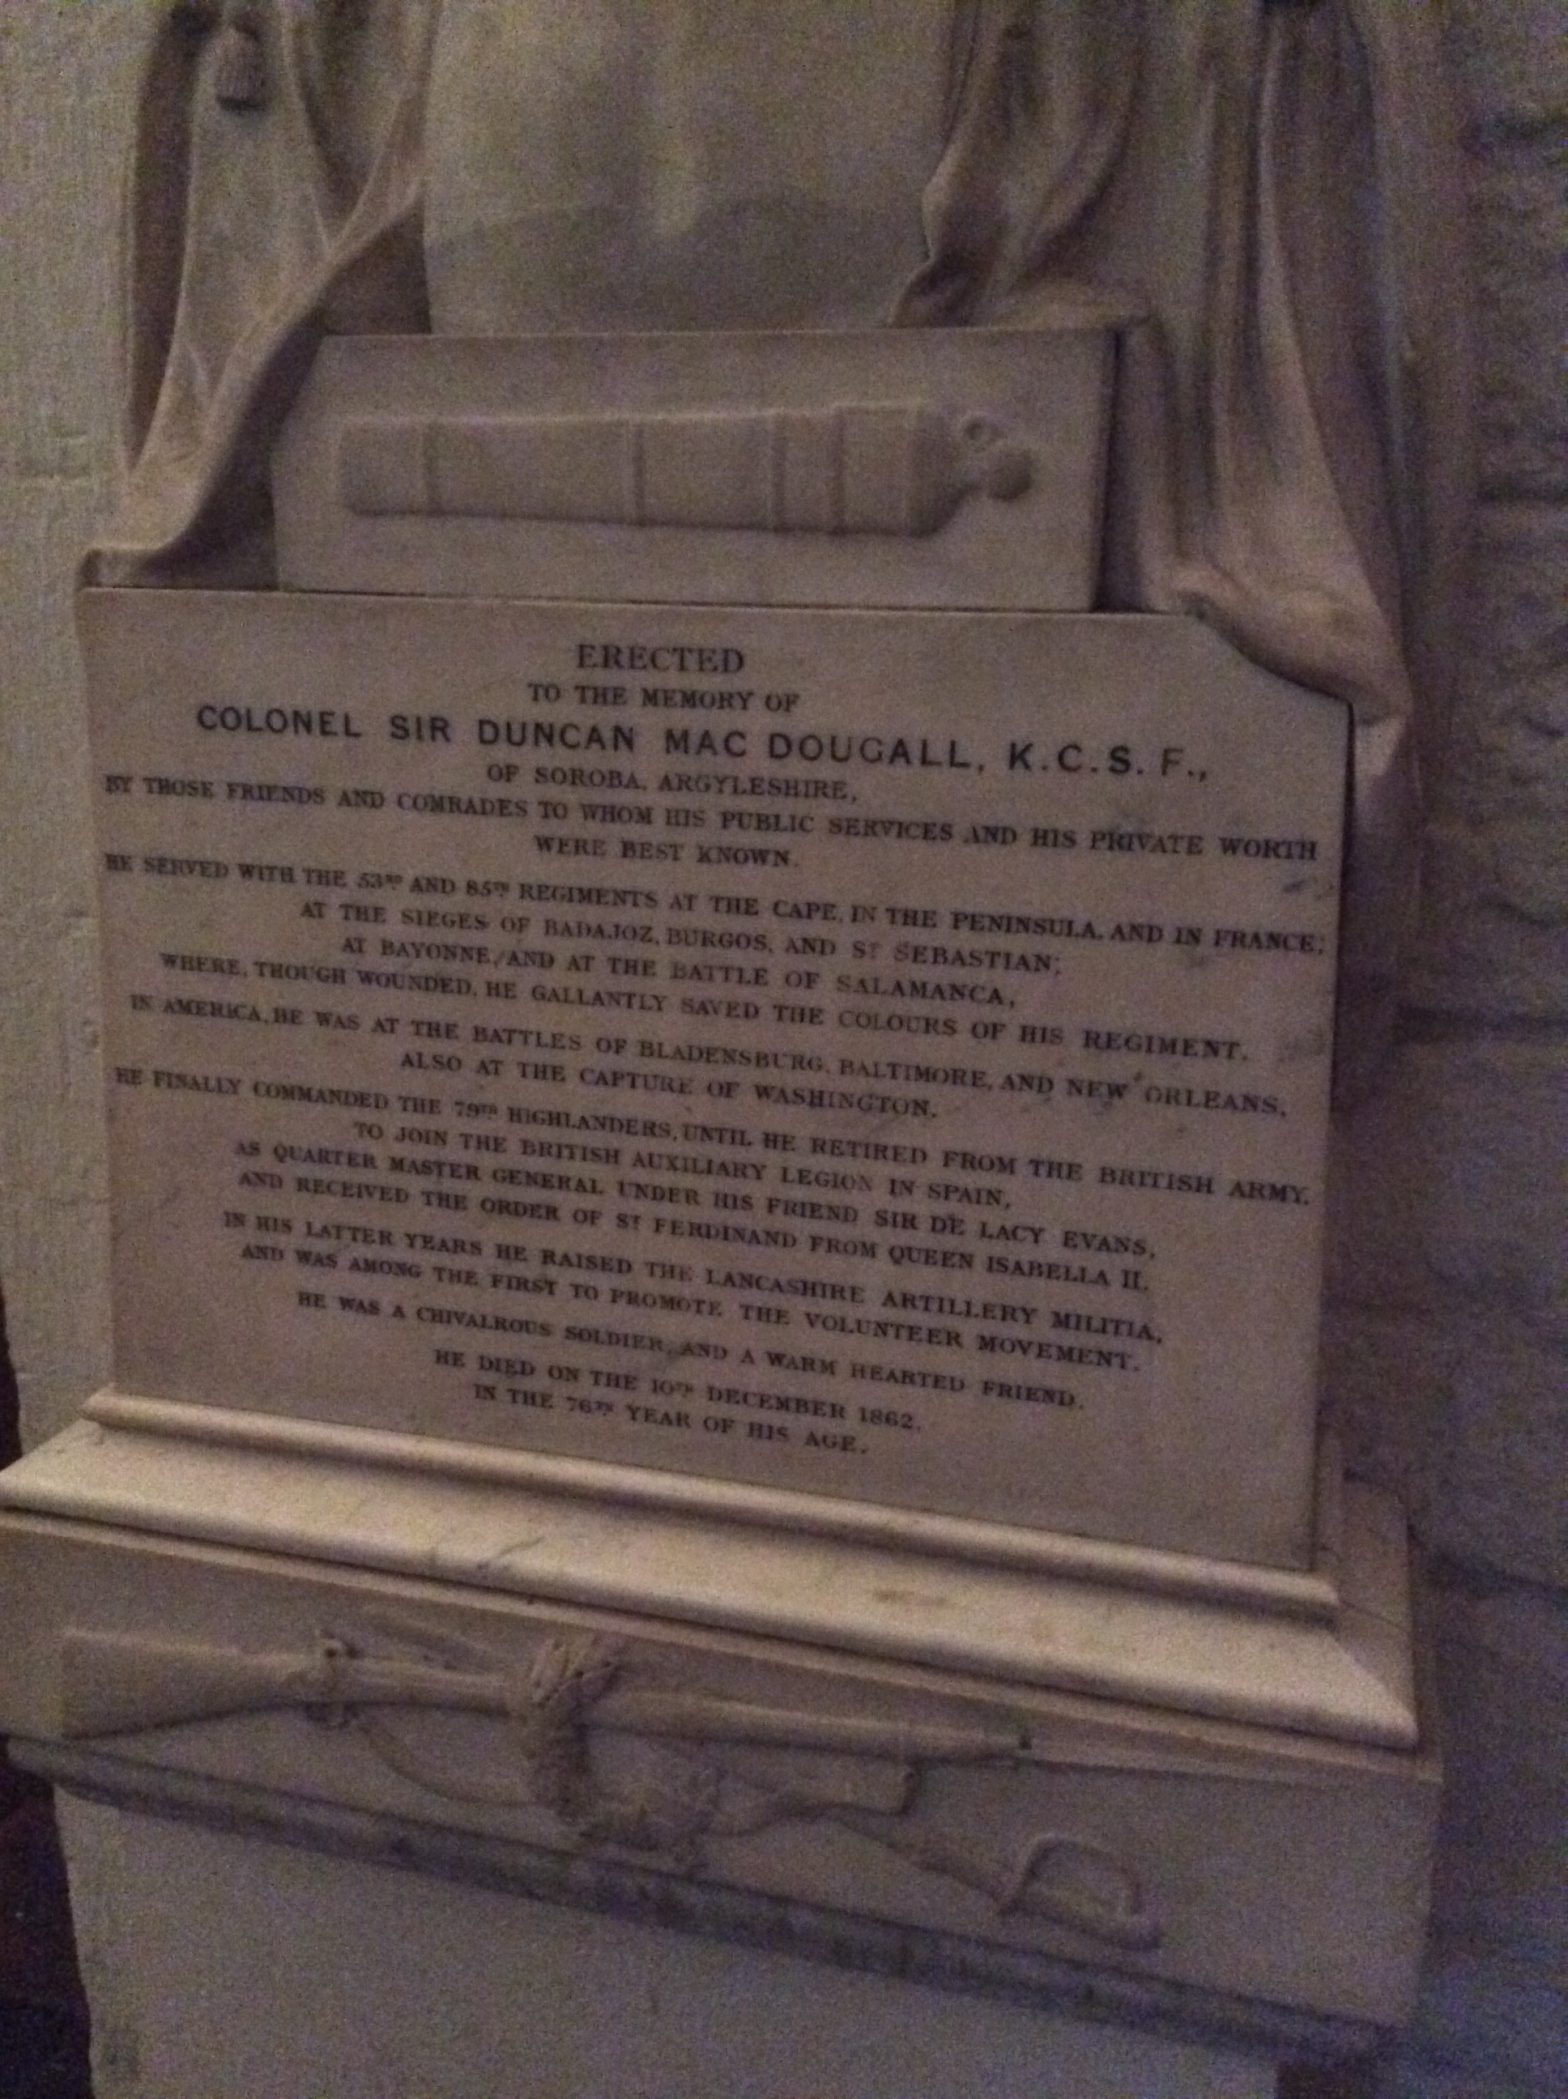 ERECTED
TO THE MEMORY OF
COLONEL SIR DUNCAN MAC DOUGALL, K.C.S.F.,
OF SOROBA, ARGYLESHIRE,
BY THOSE FRIENDS AND COMRADES TO WHOM HIS PUBLIC SERVICES AND HIS PRIVATE WORTH
WERE BEST KNOWN.
HE SERVED WITH THE 53RD AND 85TH REGIMENTS AT THE CAPE, IN THE PENINSULA, AND IN FRANCE;
AT THE SIEGES OF BADAJOZ, BURGOS, AND ST SEBASTIAN;
AT BAYONNE, AND AT THE BATTLE OF SALAMANCA,
WHERE, THOUGH WOUNDED, HE GALLANTLY SAVED THE COLOURS OF HIS REGIMENT.
IN AMERICA, HE WAS AT THE BATTLES OF BLADENSBURG, BALTIMORE, AND NEW ORLEANS,
ALSO AT THE CAPTURE OF WASHINGTON.
HE FINALLY COMMANDED THE 79TH HIGHLANDERS, UNTIL HE RETIRED FROM THE BRITISH ARMY,
TO JOIN THE BRITISH AUXILIARY LEGION IN SPAIN,
AS QUARTER MASTER GENERAL UNDER HIS FRIEND SIR DE LACY EVANS,
AND RECEIVED THE ORDER OF ST FERDINAND FROM QUEEN ISABELLA II.
IN HIS LATTER YEARS HE RAISED THE LANCASHIRE ARTILLERY MILITIA,
AND WAS AMONG THE FIRST TO PROMOTE THE VOLUNTEER MOVEMENT.
HE WAS A CHIVALROUS SOLDIER, AND A WARM HEARTED FRIEND.
HE DIED ON THE 10TH DECEMBER 1862,
IN THE 76TH YEAR OF HIS AGE.